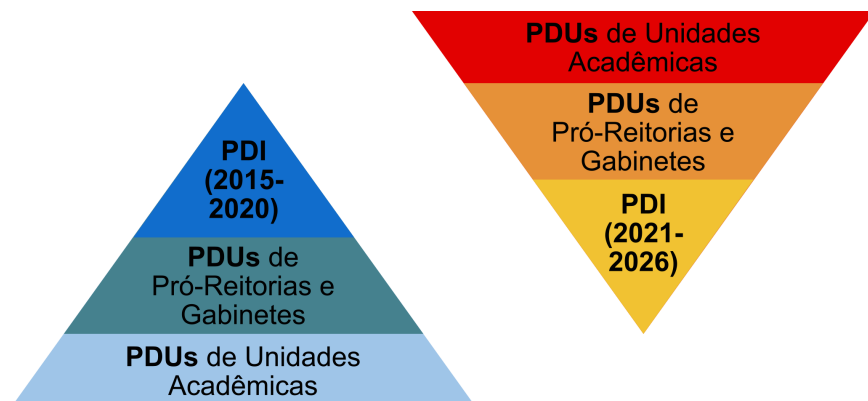 PDI
(2015-
2020)
PDUs de
Pró-Reitorias e
Gabinetes
PDUs de Unidades
Acadêmicas
PDUs de Unidades
Acadêmicas
PDUs de
Pró-Reitorias e
Gabinetes
PDI
(2021-
2026)